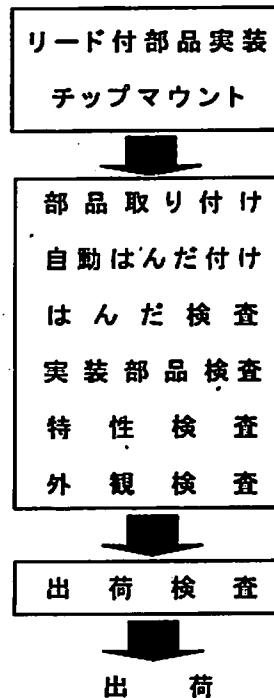 リード付部品実装
チップマウント
部品取り付け
自動はんだ付け
はんだ検査
実装部品検査
特性検査
外観検査
出荷検査
出荷